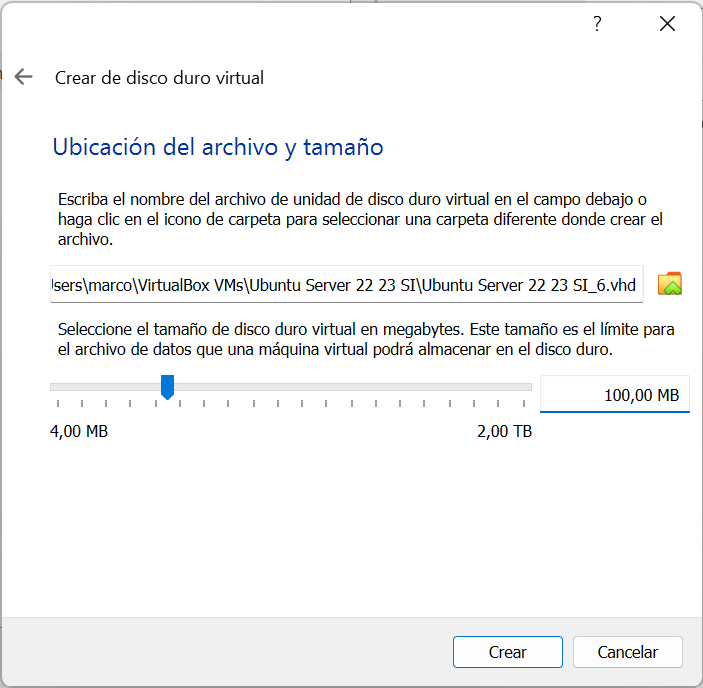 ?
Crear de disco duro virtual
Ubicación del archivo y tamaño
Escriba el nombre del archivo de unidad de disco duro virtual en el campo debajo o
haga clic en el icono de carpeta para seleccionar una carpeta diferente donde crear el
archivo.
sers\marco\VirtualBox VMs\Ubuntu Server 22 23 SI\Ubuntu Server 22 23 SI_6.vhd
Seleccione el tamaño de disco duro virtual en megabytes. Este tamaño es el límite para
el archivo de datos que una máquina virtual podrá almacenar en el disco duro.
100,00 MB
4,00 MB 2,00 TB
Crear Cancelar